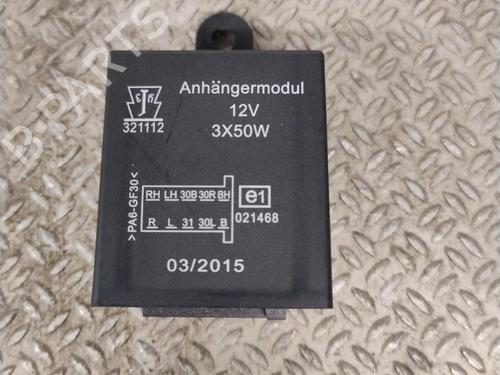 Anhängermodul
12V
3X50W
321112
>PA6-GF30<
RH LH 30B 30R BH
R L 31 30L B
e1
021468
03/2015
B-PARTS